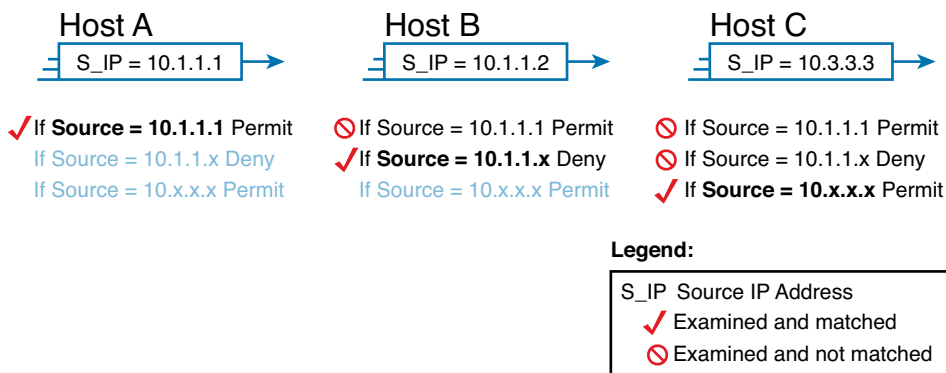 Host A
S_IP = 10.1.1.1
If Source = 10.1.1.1 Permit
If Source = 10.1.1.x Deny
If Source = 10.x.x.x Permit
Host B
S_IP = 10.1.1.2
If Source = 10.1.1.1 Permit
If Source = 10.1.1.x Deny
If Source = 10.x.x.x Permit
Host C
S_IP = 10.3.3.3
If Source = 10.1.1.1 Permit
If Source = 10.1.1.x Deny
If Source = 10.x.x.x Permit
Legend:
S_IP Source IP Address
Examined and matched
Examined and not matched